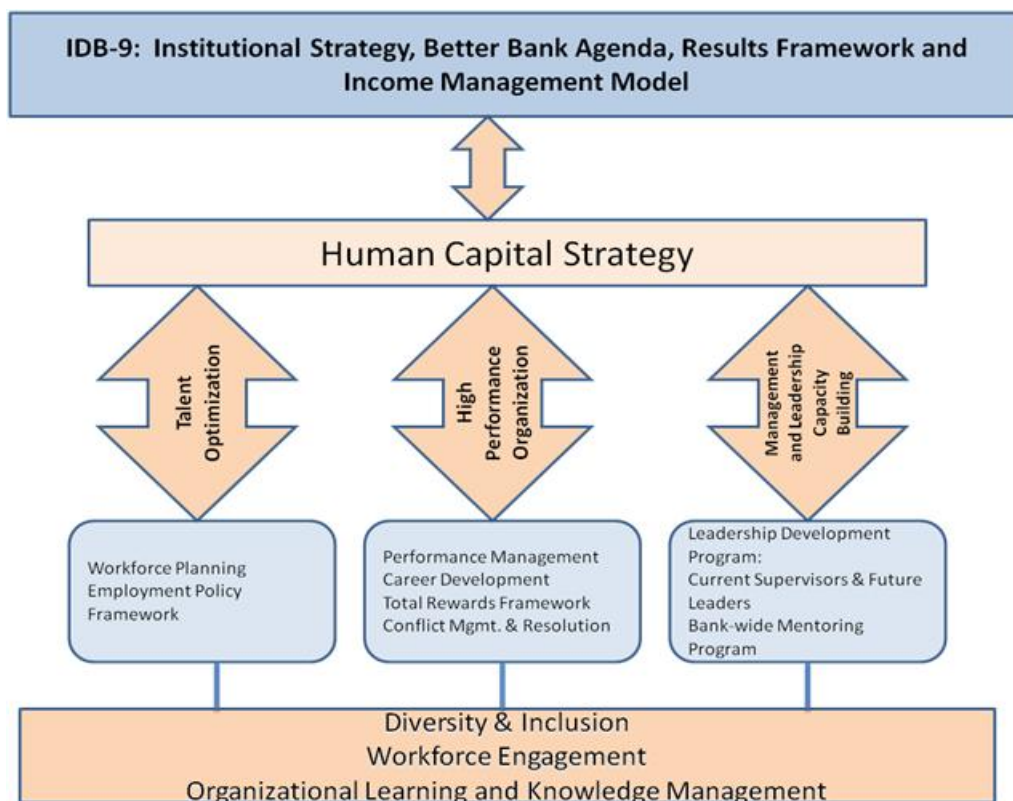 IDB-9:  Institutional Strategy, Better Bank Agenda, Results Framework and
Income Management Model
Human Capital Strategy
Talent
Optimization
High
Performance
Organization
Management
and Leadership
Capacity
Building
Workforce Planning
Employment Policy
Framework
Performance Management
Career Development
Total Rewards Framework
Conflict Mgmt. & Resolution
Leadership Development
Program:
Current Supervisors & Future
Leaders
Bank-wide Mentoring
Program
Diversity & Inclusion
Workforce Engagement
Organizational Learning and Knowledge Management